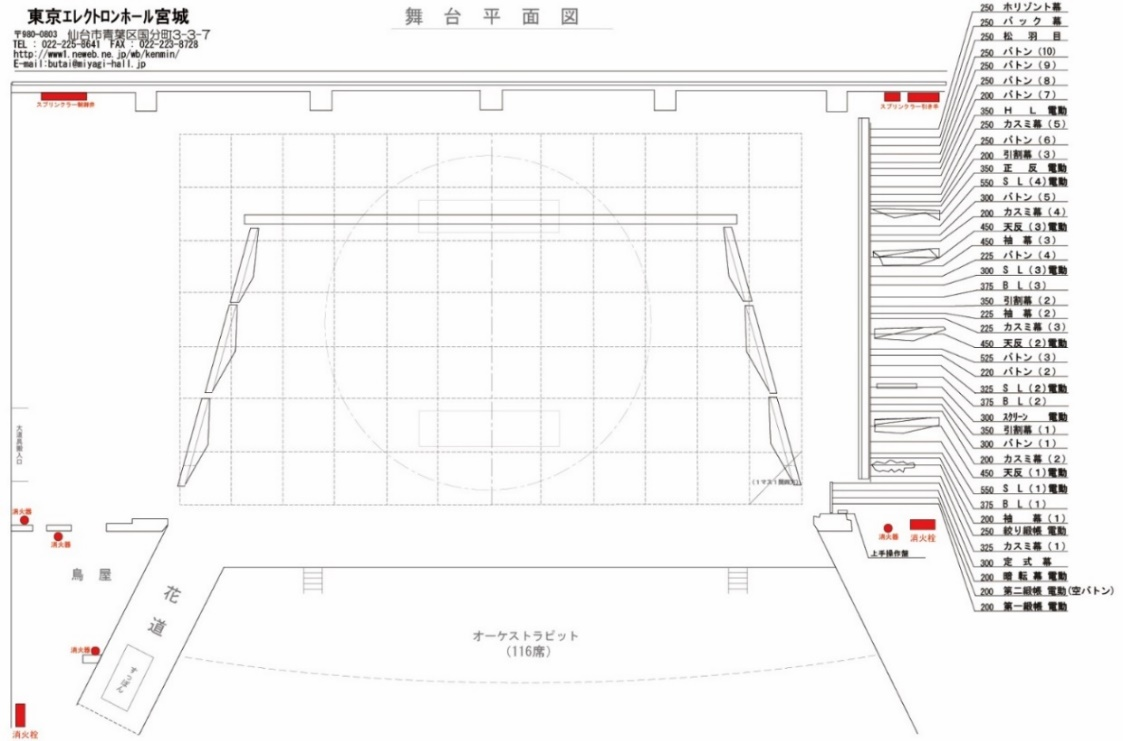 東京エレクトロンホール宮城
〒980-0803 仙台市青葉区国分町3-3-7
TEL : 022-225-8641 FAX : 022-223-8728
http://www1.neweb.ne.jp/wb/kenmin/
E-mail:butai@miyagi-hall.jp
舞台平面図
スプリンクラー制御弁
スプリンクラー引き手
250 ホリゾント幕
250 バック幕
250 松羽目
250 バトン(10)
250 バトン(9)
250 バトン(8)
200 バトン(7)
350 H L 電動
250 カスミ幕(5)
250 バトン(6)
200 引割幕(3)
350 正反 電動
550 S L(4)電動
300 バトン(5)
200 カスミ幕(4)
450 天反(3)電動
450 袖幕(3)
225 バトン(4)
300 S L(3)電動
375 B L(3)
350 引割幕(2)
225 袖幕(2)
225 カスミ幕(3)
450 天反(2)電動
525 バトン(3)
220 バトン(2)
325 S L(2)電動
375 B L(2)
300 スクリーン 電動
350 引割幕(1)
300 バトン(1)
200 カスミ幕(2)
450 天反(1)電動
550 S L(1)電動
375 B L(1)
200 袖幕(1)
250 絞り緞帳 電動
325 カスミ幕(1)
300 定式幕
200 暗転幕 電動
200 第二緞帳 電動(空バトン)
200 第一緞帳 電動
大道具搬入口
消火器
消火器
消火器
消火栓
上手操作盤
鳥屋
花道
すっぽん
消火器
消火栓
オーケストラピット
(116席)